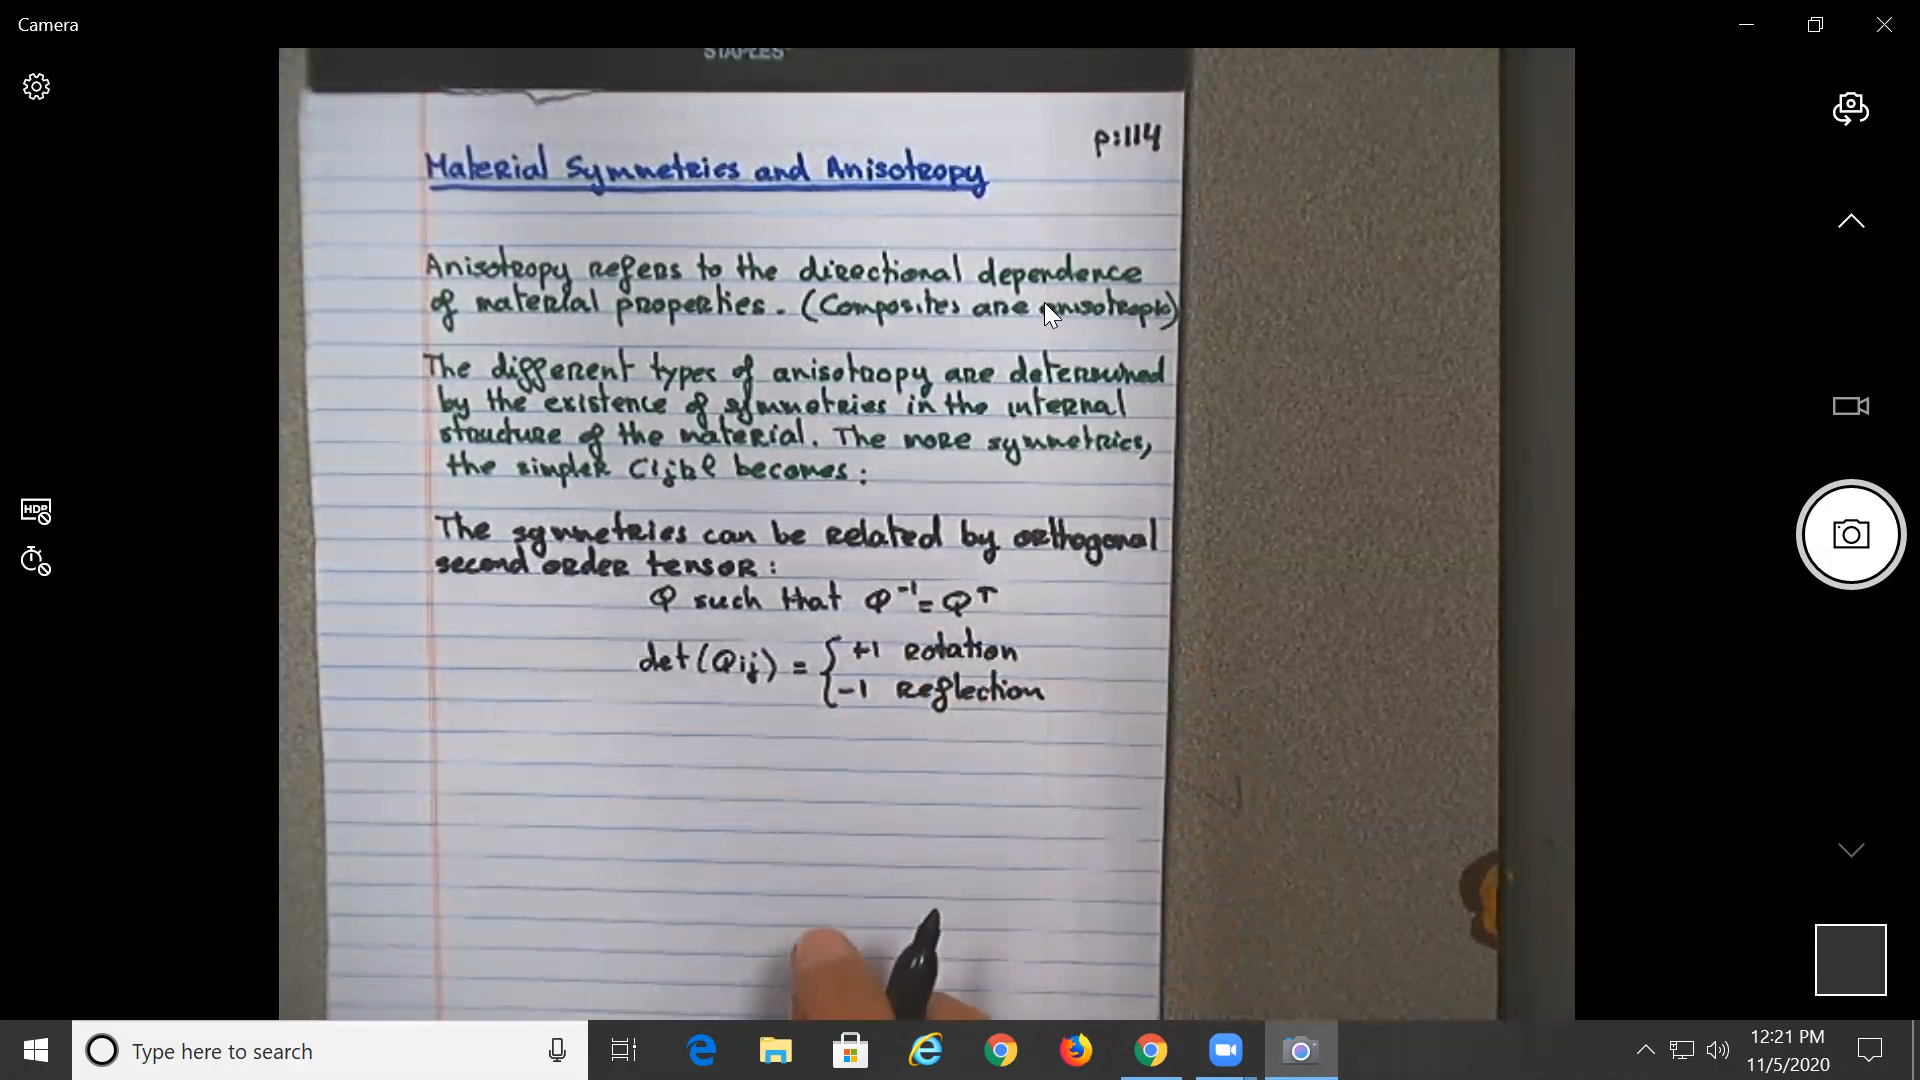 Camera
STAPLES
p:114
Material Symmetries and Anisotropy
Anisotropy refers to the directional dependence
of material properties. (Composites are anisotropic)
The different types of anisotropy are determined
by the existence of symmetries in the internal
structure of the material. The more symmetries,
the simpler Cijkl becomes:
The symmetries can be related by orthogonal
second order tensor:
Q such that Q⁻¹ = Qᵀ
det(Qij) = { +1 Rotation
-1 Reflection
HDR
Type here to search
12:21 PM
11/5/2020